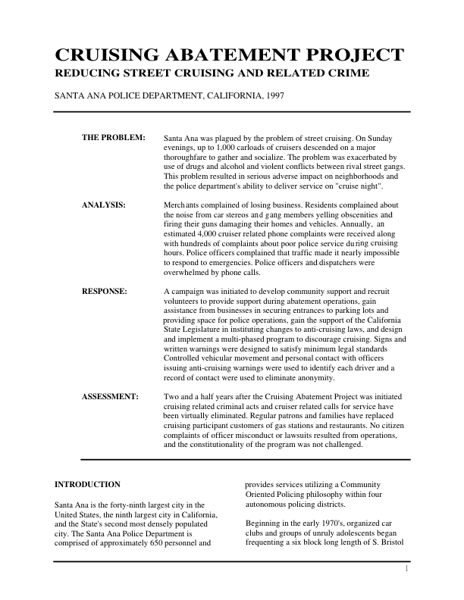 CRUISING ABATEMENT PROJECT
REDUCING STREET CRUISING AND RELATED CRIME
SANTA ANA POLICE DEPARTMENT, CALIFORNIA, 1997
THE PROBLEM:
Santa Ana was plagued by the problem of street cruising. On Sunday
evenings, up to 1,000 carloads of cruisers descended on a major
thoroughfare to gather and socialize. The problem was exacerbated by
use of drugs and alcohol and violent conflicts between rival street gangs.
This problem resulted in serious adverse impact on neighborhoods and
the police department's ability to deliver service on "cruise night".
ANALYSIS:
Merchants complained of losing business. Residents complained about
the noise from car stereos and gang members yelling obscenities and
firing their guns damaging their homes and vehicles. Annually, an
estimated 4,000 cruiser related phone complaints were received along
with hundreds of complaints about poor police service during cruising
hours. Police officers complained that traffic made it nearly impossible
to respond to emergencies. Police officers and dispatchers were
overwhelmed by phone calls.
RESPONSE:
A campaign was initiated to develop community support and recruit
volunteers to provide support during abatement operations, gain
assistance from businesses in securing entrances to parking lots and
providing space for police operations, gain the support of the California
State Legislature in instituting changes to anti-cruising laws, and design
and implement a multi-phased program to discourage cruising. Signs and
written warnings were designed to satisfy minimum legal standards
Controlled vehicular movement and personal contact with officers
issuing anti-cruising warnings were used to identify each driver and a
record of contact were used to eliminate anonymity.
ASSESSMENT:
Two and a half years after the Cruising Abatement Project was initiated
cruising related criminal acts and cruiser related calls for service have
been virtually eliminated. Regular patrons and families have replaced
cruising participant customers of gas stations and restaurants. No citizen
complaints of officer misconduct or lawsuits resulted from operations,
and the constitutionality of the program was not challenged.
INTRODUCTION
Santa Ana is the forty-ninth largest city in the
United States, the ninth largest city in California,
and the State's second most densely populated
city. The Santa Ana Police Department is
comprised of approximately 650 personnel and
provides services utilizing a Community
Oriented Policing philosophy within four
autonomous policing districts.
Beginning in the early 1970's, organized car
clubs and groups of unruly adolescents began
frequenting a six block long length of S. Bristol
1